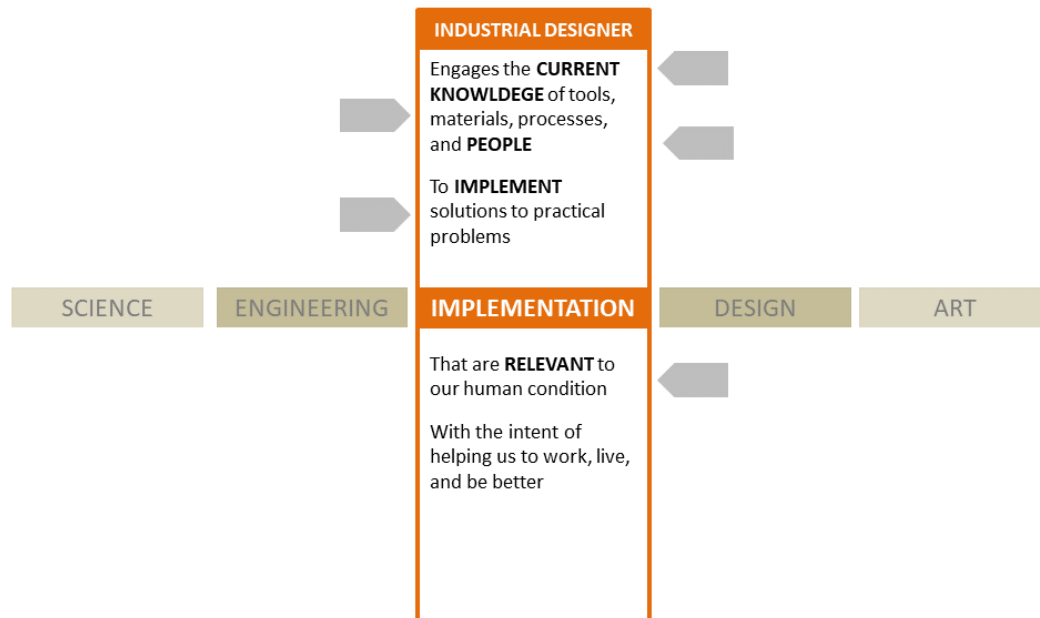 INDUSTRIAL DESIGNER
Engages the CURRENT
KNOWLDEGE of tools,
materials, processes,
and PEOPLE
To IMPLEMENT
solutions to practical
problems
SCIENCE ENGINEERING IMPLEMENTATION DESIGN ART
That are RELEVANT to
our human condition
With the intent of
helping us to work, live,
and be better